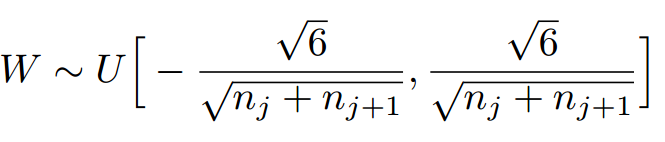 W ∼ U[ − √6 / √(n_j + n_{j+1}), √6 / √(n_j + n_{j+1}) ]